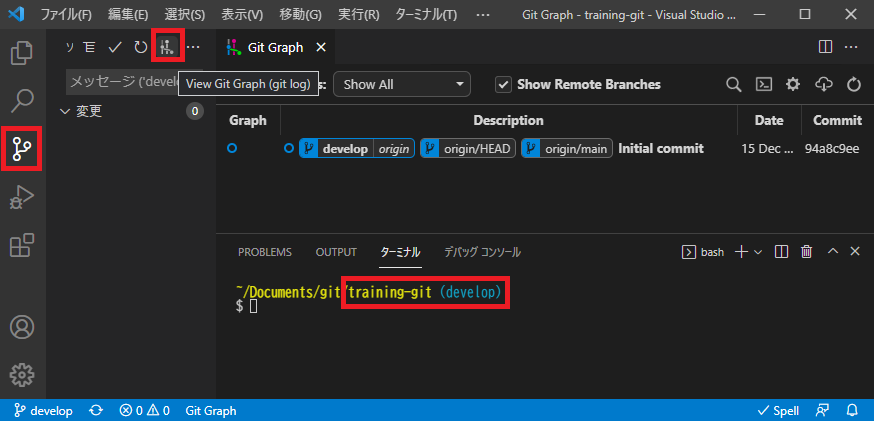 ファイル(F) 編集(E) 選択(S) 表示(V) 移動(G) 実行(R) ターミナル(T) ... Git Graph - training-git - Visual Studio ...
ソ
Git Graph
メッセージ ('develo
View Git Graph (git log)
s: Show All Show Remote Branches
変更 0
Graph Description Date Commit
develop origin origin/HEAD origin/main Initial commit 15 Dec ... 94a8c9ee
PROBLEMS OUTPUT ターミナル デバッグ コンソール bash
~/Documents/git/training-git (develop)
$
develop 0 0 Git Graph Spell